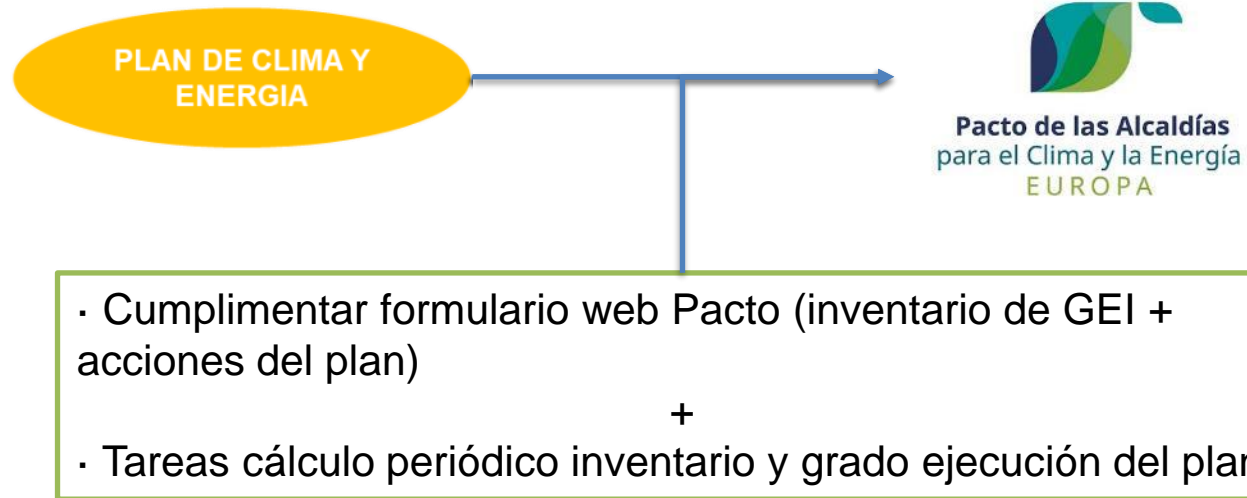 PLAN DE CLIMA Y
ENERGIA
Pacto de las Alcaldías
para el Clima y la Energía
EUROPA
· Cumplimentar formulario web Pacto (inventario de GEI +
acciones del plan)
+
· Tareas cálculo periódico inventario y grado ejecución del plan